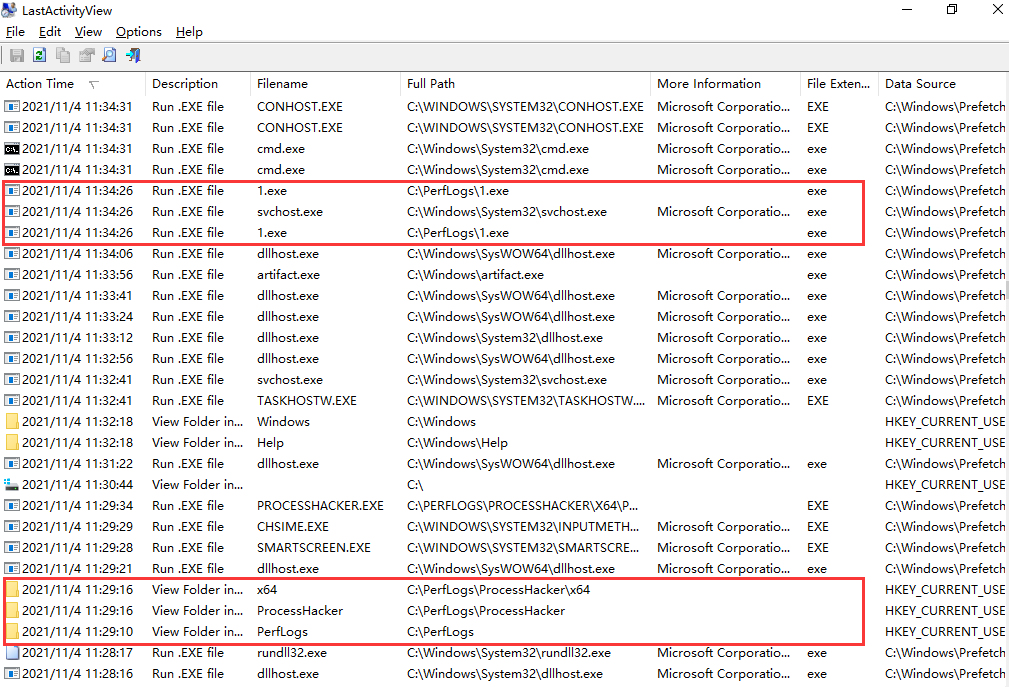 LastActivityView
File Edit View Options Help
Action Time Description Filename Full Path More Information File Exten... Data Source
2021/11/4 11:34:31 Run .EXE file CONHOST.EXE C:\WINDOWS\SYSTEM32\CONHOST.EXE Microsoft Corporatio... EXE C:\Windows\Prefetch
2021/11/4 11:34:31 Run .EXE file CONHOST.EXE C:\WINDOWS\SYSTEM32\CONHOST.EXE Microsoft Corporatio... EXE C:\Windows\Prefetch
2021/11/4 11:34:31 Run .EXE file cmd.exe C:\Windows\System32\cmd.exe Microsoft Corporatio... exe C:\Windows\Prefetch
2021/11/4 11:34:31 Run .EXE file cmd.exe C:\Windows\System32\cmd.exe Microsoft Corporatio... exe C:\Windows\Prefetch
2021/11/4 11:34:26 Run .EXE file 1.exe C:\PerfLogs\1.exe exe C:\Windows\Prefetch
2021/11/4 11:34:26 Run .EXE file svchost.exe C:\Windows\System32\svchost.exe Microsoft Corporatio... exe C:\Windows\Prefetch
2021/11/4 11:34:26 Run .EXE file 1.exe C:\PerfLogs\1.exe exe C:\Windows\Prefetch
2021/11/4 11:34:06 Run .EXE file dllhost.exe C:\Windows\SysWOW64\dllhost.exe Microsoft Corporatio... exe C:\Windows\Prefetch
2021/11/4 11:33:56 Run .EXE file artifact.exe C:\Windows\artifact.exe exe C:\Windows\Prefetch
2021/11/4 11:33:41 Run .EXE file dllhost.exe C:\Windows\SysWOW64\dllhost.exe Microsoft Corporatio... exe C:\Windows\Prefetch
2021/11/4 11:33:24 Run .EXE file dllhost.exe C:\Windows\SysWOW64\dllhost.exe Microsoft Corporatio... exe C:\Windows\Prefetch
2021/11/4 11:33:12 Run .EXE file dllhost.exe C:\Windows\System32\dllhost.exe Microsoft Corporatio... exe C:\Windows\Prefetch
2021/11/4 11:32:56 Run .EXE file dllhost.exe C:\Windows\SysWOW64\dllhost.exe Microsoft Corporatio... exe C:\Windows\Prefetch
2021/11/4 11:32:41 Run .EXE file svchost.exe C:\Windows\System32\svchost.exe Microsoft Corporatio... exe C:\Windows\Prefetch
2021/11/4 11:32:41 Run .EXE file TASKHOSTW.EXE C:\WINDOWS\SYSTEM32\TASKHOSTW.... Microsoft Corporatio... EXE C:\Windows\Prefetch
2021/11/4 11:32:18 View Folder in... Windows C:\Windows HKEY_CURRENT_USE
2021/11/4 11:32:18 View Folder in... Help C:\Windows\Help HKEY_CURRENT_USE
2021/11/4 11:31:22 Run .EXE file dllhost.exe C:\Windows\SysWOW64\dllhost.exe Microsoft Corporatio... exe C:\Windows\Prefetch
2021/11/4 11:30:44 View Folder in... C:\ HKEY_CURRENT_USE
2021/11/4 11:29:34 Run .EXE file PROCESSHACKER.EXE C:\PERFLOGS\PROCESSHACKER\X64\P... EXE C:\Windows\Prefetch
2021/11/4 11:29:29 Run .EXE file CHSIME.EXE C:\WINDOWS\SYSTEM32\INPUTMETH... Microsoft Corporatio... EXE C:\Windows\Prefetch
2021/11/4 11:29:28 Run .EXE file SMARTSCREEN.EXE C:\WINDOWS\SYSTEM32\SMARTSCRE... Microsoft Corporatio... EXE C:\Windows\Prefetch
2021/11/4 11:29:21 Run .EXE file dllhost.exe C:\Windows\SysWOW64\dllhost.exe Microsoft Corporatio... exe C:\Windows\Prefetch
2021/11/4 11:29:16 View Folder in... x64 C:\PerfLogs\ProcessHacker\x64 HKEY_CURRENT_USE
2021/11/4 11:29:16 View Folder in... ProcessHacker C:\PerfLogs\ProcessHacker HKEY_CURRENT_USE
2021/11/4 11:29:10 View Folder in... PerfLogs C:\PerfLogs HKEY_CURRENT_USE
2021/11/4 11:28:17 Run .EXE file rundll32.exe C:\Windows\System32\rundll32.exe Microsoft Corporatio... exe C:\Windows\Prefetch
2021/11/4 11:28:16 Run .EXE file dllhost.exe C:\Windows\System32\dllhost.exe Microsoft Corporatio... exe C:\Windows\Prefetch